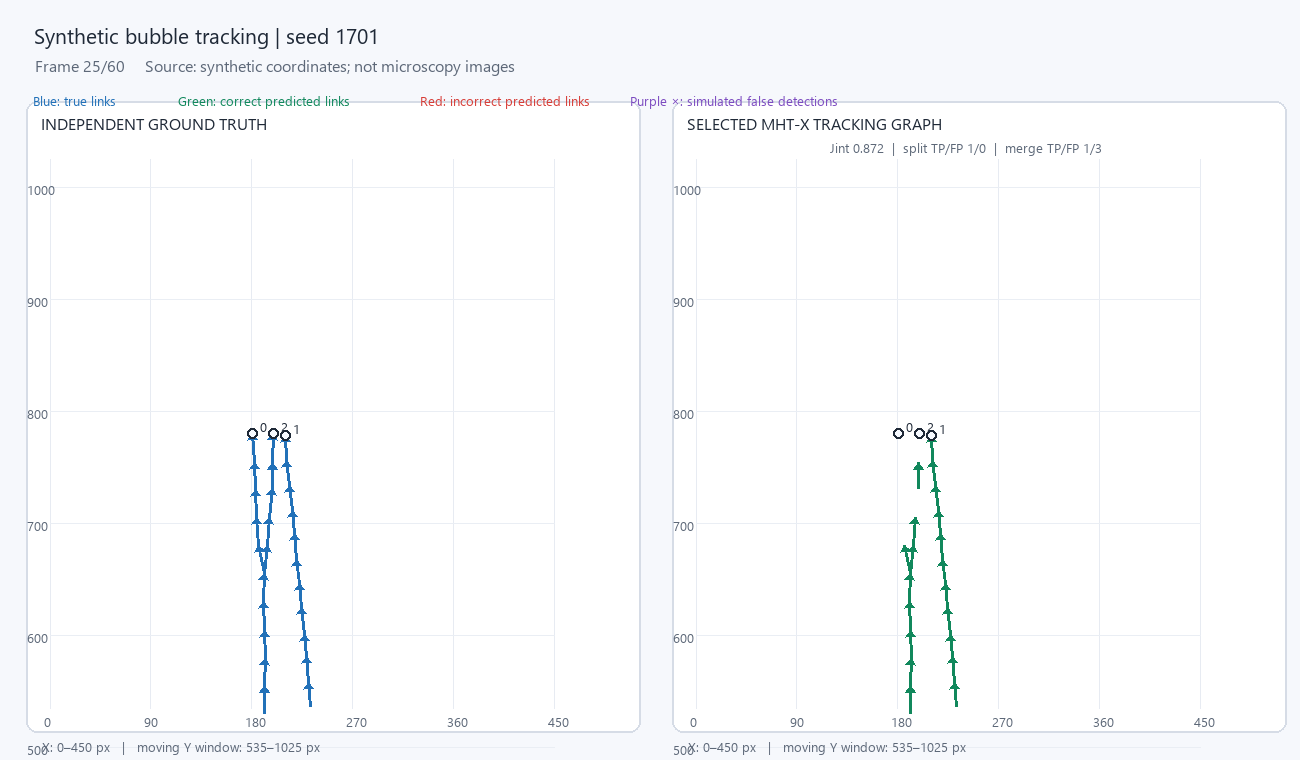 Synthetic bubble tracking | seed 1701
Frame 25/60 Source: synthetic coordinates; not microscopy images
Blue: true links Green: correct predicted links Red: incorrect predicted links Purple ×: simulated false detections
INDEPENDENT GROUND TRUTH
1000
900
800
700
600
500
0 2 1
0 90 180 270 360 450
X: 0–450 px | moving Y window: 535–1025 px
SELECTED MHT-X TRACKING GRAPH
Jint 0.872 | split TP/FP 1/0 | merge TP/FP 1/3
1000
900
800
700
600
500
0 2 1
0 90 180 270 360 450
X: 0–450 px | moving Y window: 535–1025 px